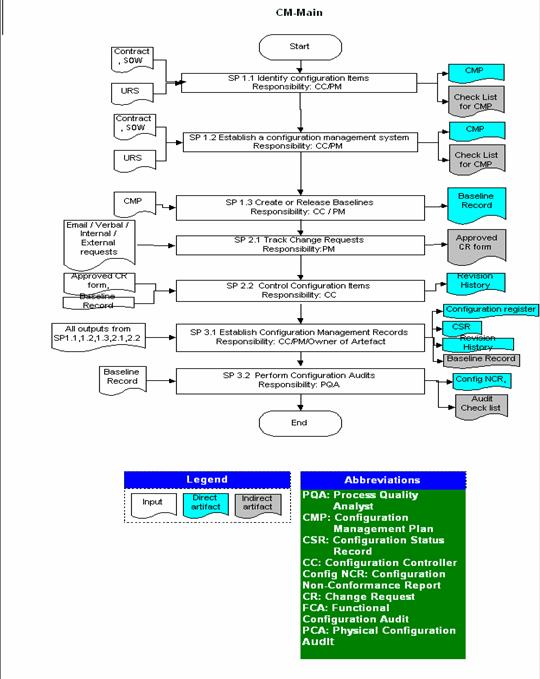 CM-Main
Start
Contract
, SOW
URS
SP 1.1 Identify configuration Items
Responsibility: CC/PM
CMP
Check List
for CMP
Contract
, SOW
URS
SP 1.2 Establish a configuration management system
Responsibility: CC/PM
CMP
Check List
for CMP
CMP
SP 1.3 Create or Release Baselines
Responsibility: CC / PM
Baseline
Record
Email / Verbal /
Internal /
External
requests
SP 2.1 Track Change Requests
Responsibility:PM
Approved
CR form
Approved CR
form,
Baseline
Record
SP 2.2 Control Configuration Items
Responsibility: CC
Revision
History
All outputs from
SP1.1,1.2,1.3,2.1,2.2
SP 3.1 Establish Configuration Management Records
Responsibility: CC/PM/Owner of Artefact
Configuration register
CSR
Revision
History
Baseline Record
Baseline
Record
SP 3.2 Perform Configuration Audits
Responsibility: PQA
Config NCR,
Audit
Check list
End
Legend
Input
Direct
artifact
Indirect
artifact
Abbreviations
PQA: Process Quality
Analyst
CMP: Configuration
Management Plan
CSR: Configuration Status
Record
CC: Configuration Controller
Config NCR: Configuration
Non-Conformance Report
CR: Change Request
FCA: Functional
Configuration Audit
PCA: Physical Configuration
Audit